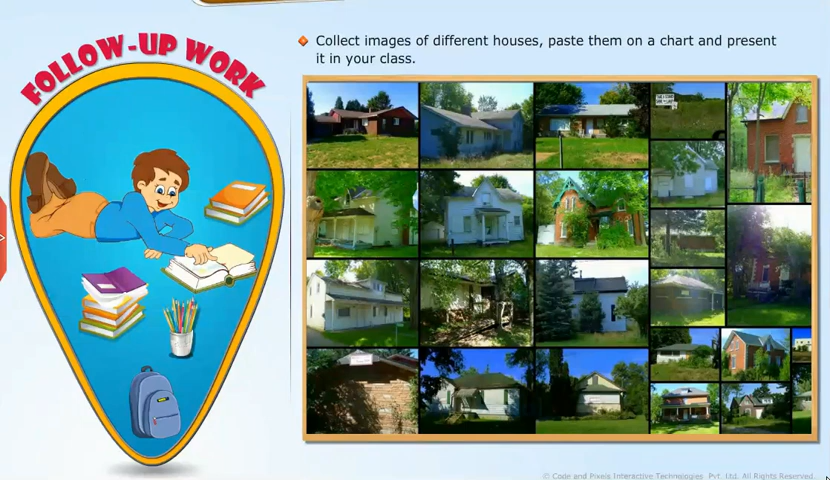 FOLLOW-UP WORK
Collect images of different houses, paste them on a chart and present
it in your class.
© Code and Pixels Interactive Technologies, Pvt. Ltd. All Rights Reserved.